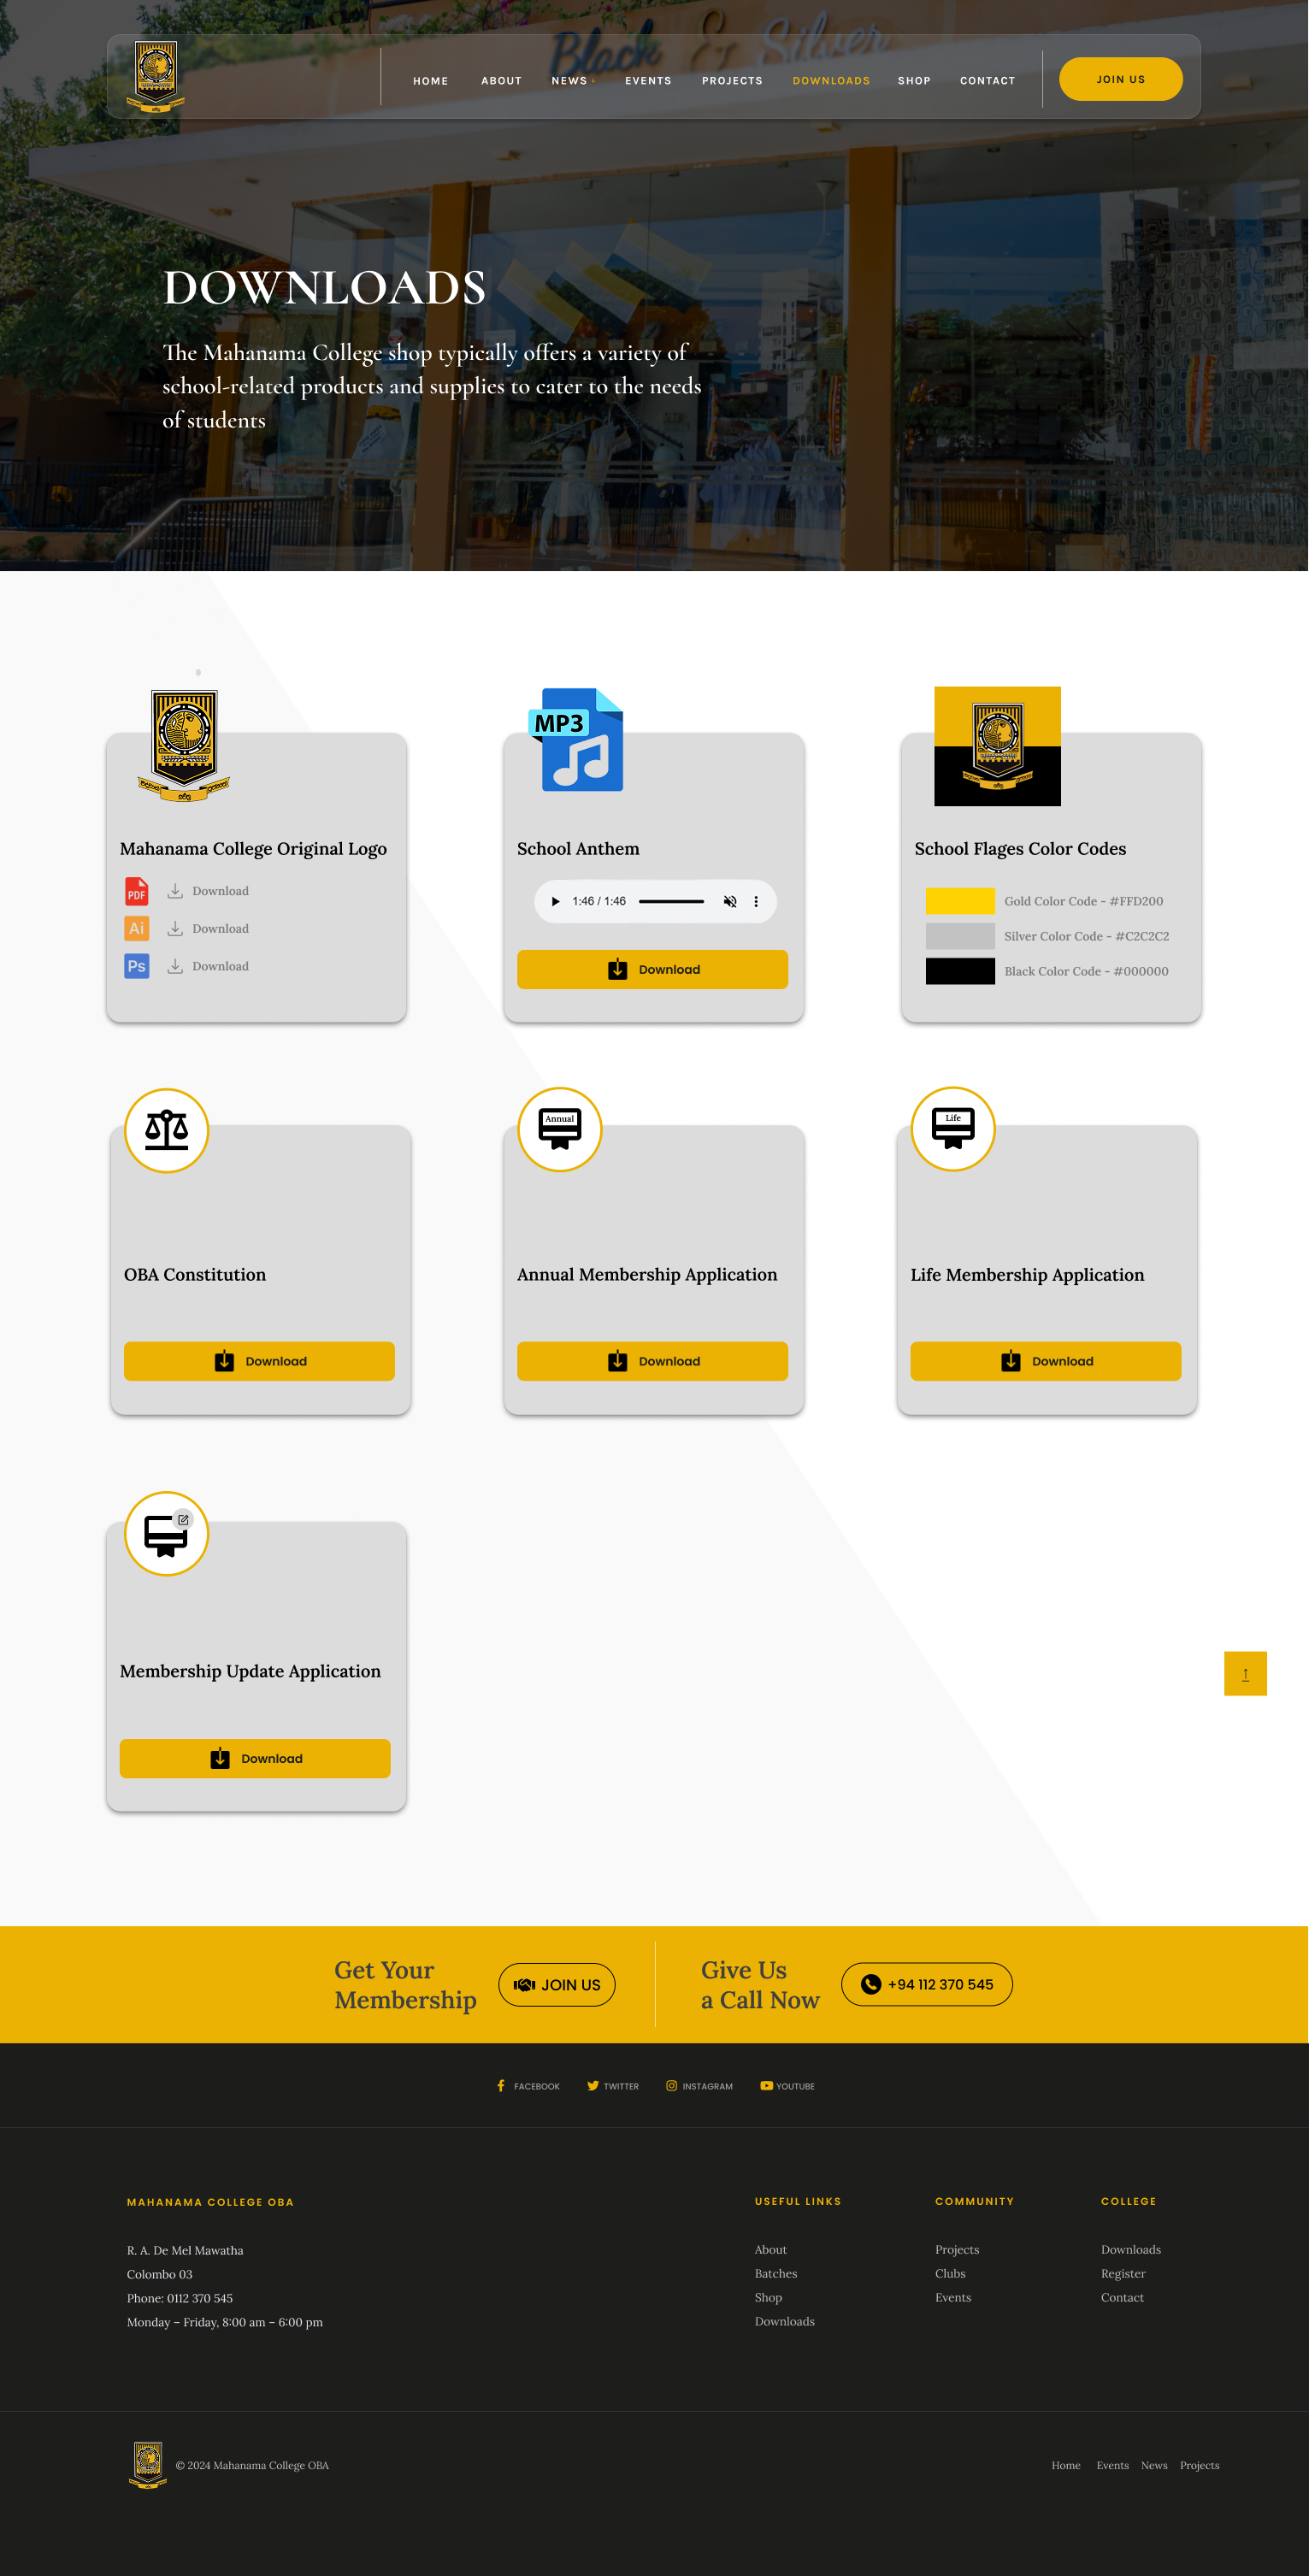 Black & Silver
HOME ABOUT NEWS EVENTS PROJECTS DOWNLOADS SHOP CONTACT JOIN US
DOWNLOADS
The Mahanama College shop typically offers a variety of
school-related products and supplies to cater to the needs
of students
MP3
Mahanama College Original Logo
PDF Download
Ai Download
Ps Download
School Anthem
1:46 / 1:46
Download
School Flages Color Codes
Gold Color Code - #FFD200
Silver Color Code - #C2C2C2
Black Color Code - #000000
OBA Constitution
Download
Annual
Annual Membership Application
Download
Life
Life Membership Application
Download
Membership Update Application
Download
↑
Get Your
Membership
JOIN US
Give Us
a Call Now
+94 112 370 545
FACEBOOK TWITTER INSTAGRAM YOUTUBE
MAHANAMA COLLEGE OBA
R. A. De Mel Mawatha
Colombo 03
Phone: 0112 370 545
Monday – Friday, 8:00 am – 6:00 pm
USEFUL LINKS
About
Batches
Shop
Downloads
COMMUNITY
Projects
Clubs
Events
COLLEGE
Downloads
Register
Contact
© 2024 Mahanama College OBA
Home Events News Projects